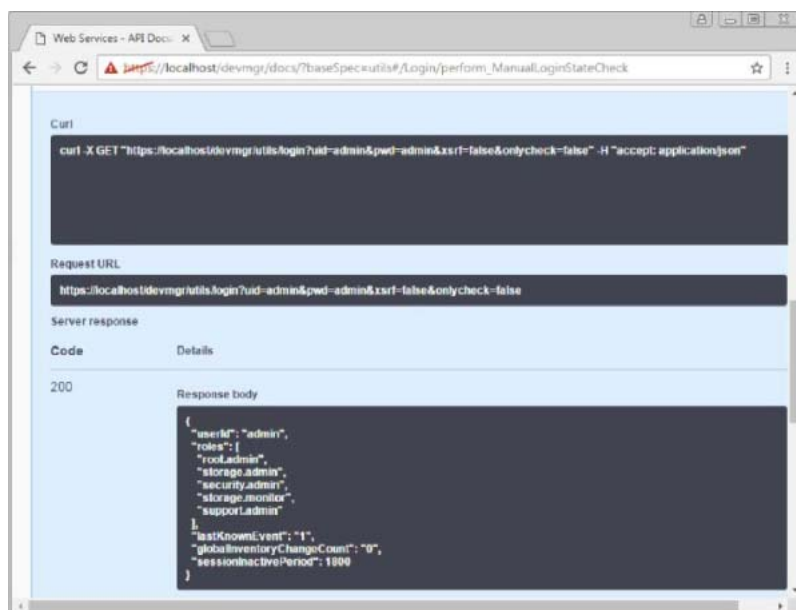 Web Services - API Docu
https://localhost/devmgr/docs/?baseSpec=utils#/Login/perform_ManualLoginStateCheck
Curl
curl -X GET "https://localhost/devmgr/utils/login?uid=admin&pwd=admin&xsrf=false&onlycheck=false" -H "accept: application/json"
Request URL
https://localhost/devmgr/utils/login?uid=admin&pwd=admin&xsrf=false&onlycheck=false
Server response
Code Details
200
Response body
{
"userId": "admin",
"roles": [
"root.admin",
"storage.admin",
"security.admin",
"storage.monitor",
"support.admin"
],
"lastKnownEvent": "1",
"globalInventoryChangeCount": "0",
"sessionInactivePeriod": 1800
}